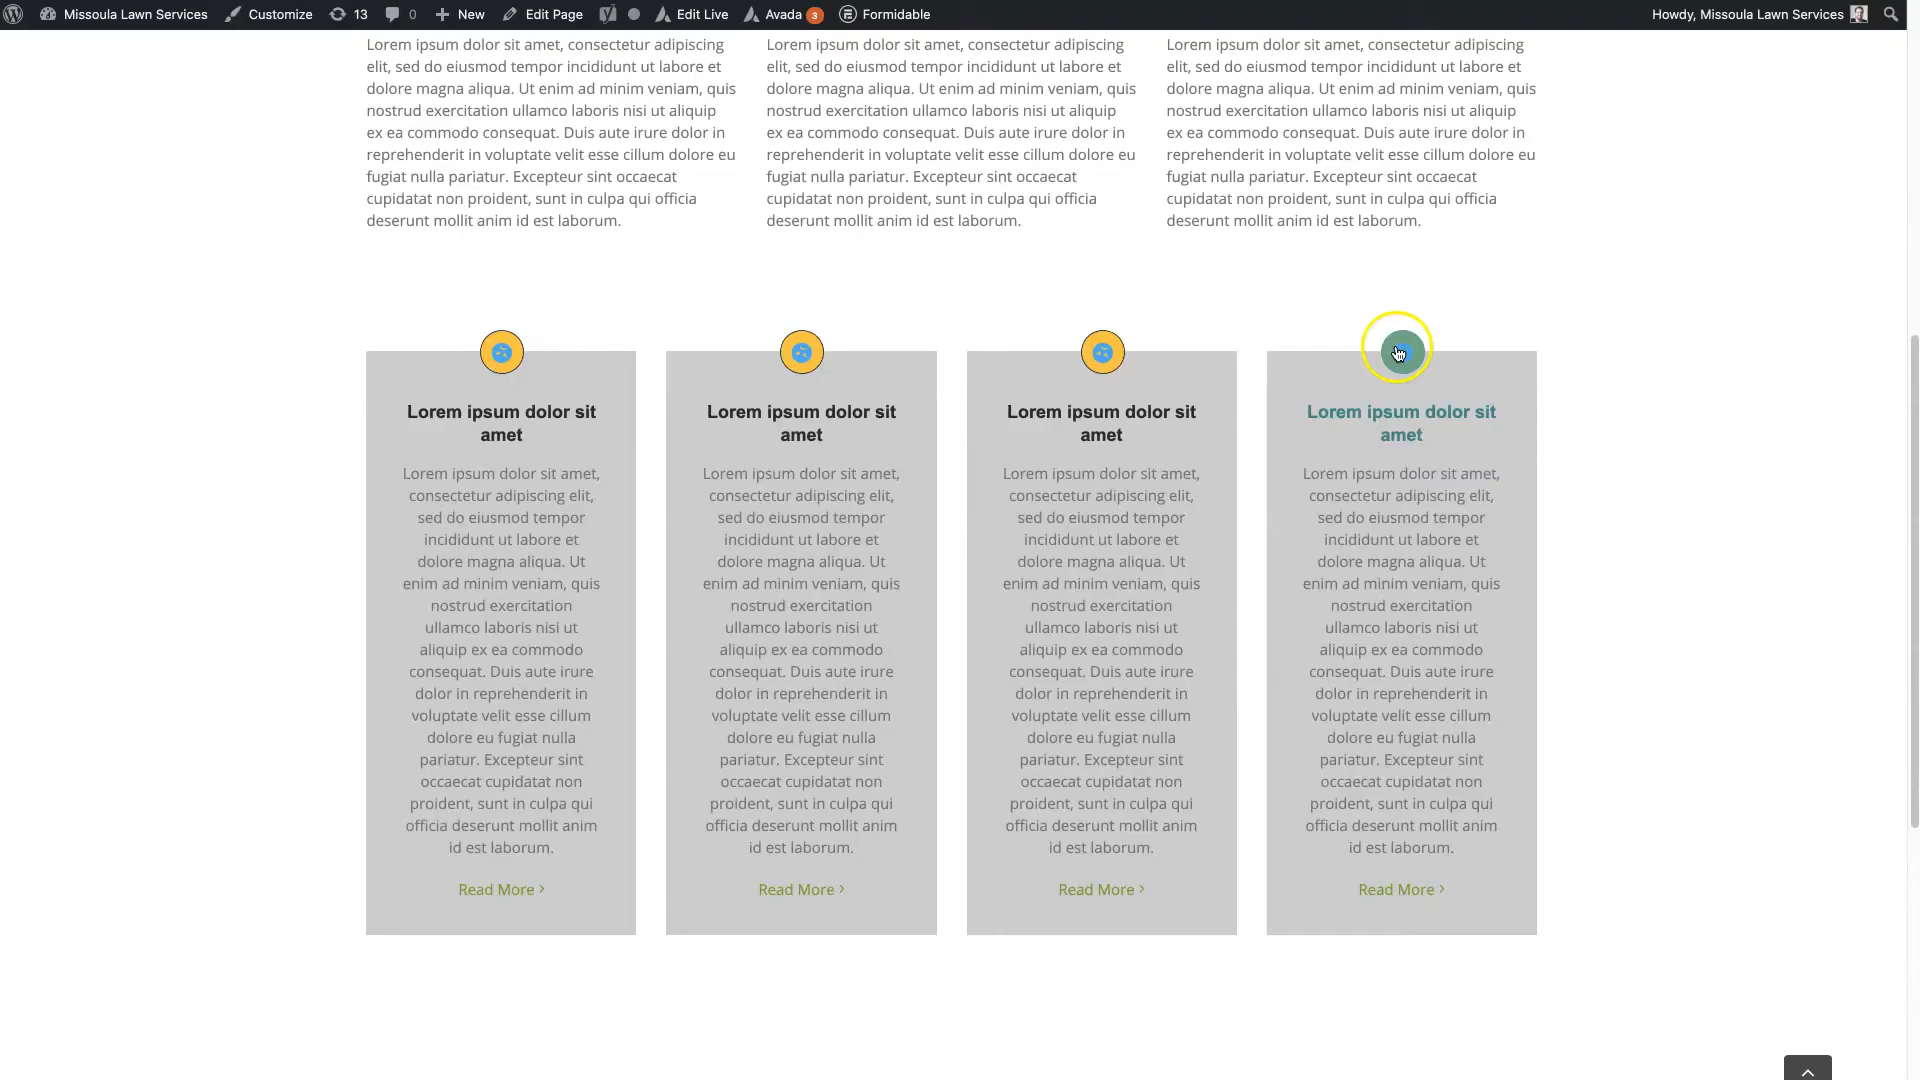 Missoula Lawn Services Customize 13 0 New Edit Page Edit Live Avada 3 Formidable Howdy, Missoula Lawn Services
Lorem ipsum dolor sit amet, consectetur adipiscing
elit, sed do eiusmod tempor incididunt ut labore et
dolore magna aliqua. Ut enim ad minim veniam, quis
nostrud exercitation ullamco laboris nisi ut aliquip
ex ea commodo consequat. Duis aute irure dolor in
reprehenderit in voluptate velit esse cillum dolore eu
fugiat nulla pariatur. Excepteur sint occaecat
cupidatat non proident, sunt in culpa qui officia
deserunt mollit anim id est laborum.
Lorem ipsum dolor sit amet, consectetur adipiscing
elit, sed do eiusmod tempor incididunt ut labore et
dolore magna aliqua. Ut enim ad minim veniam, quis
nostrud exercitation ullamco laboris nisi ut aliquip
ex ea commodo consequat. Duis aute irure dolor in
reprehenderit in voluptate velit esse cillum dolore eu
fugiat nulla pariatur. Excepteur sint occaecat
cupidatat non proident, sunt in culpa qui officia
deserunt mollit anim id est laborum.
Lorem ipsum dolor sit amet, consectetur adipiscing
elit, sed do eiusmod tempor incididunt ut labore et
dolore magna aliqua. Ut enim ad minim veniam, quis
nostrud exercitation ullamco laboris nisi ut aliquip
ex ea commodo consequat. Duis aute irure dolor in
reprehenderit in voluptate velit esse cillum dolore eu
fugiat nulla pariatur. Excepteur sint occaecat
cupidatat non proident, sunt in culpa qui officia
deserunt mollit anim id est laborum.
Lorem ipsum dolor sit
amet
Lorem ipsum dolor sit amet,
consectetur adipiscing elit,
sed do eiusmod tempor
incididunt ut labore et
dolore magna aliqua. Ut
enim ad minim veniam, quis
nostrud exercitation
ullamco laboris nisi ut
aliquip ex ea commodo
consequat. Duis aute irure
dolor in reprehenderit in
voluptate velit esse cillum
dolore eu fugiat nulla
pariatur. Excepteur sint
occaecat cupidatat non
proident, sunt in culpa qui
officia deserunt mollit anim
id est laborum.
Read More
Lorem ipsum dolor sit
amet
Lorem ipsum dolor sit amet,
consectetur adipiscing elit,
sed do eiusmod tempor
incididunt ut labore et
dolore magna aliqua. Ut
enim ad minim veniam, quis
nostrud exercitation
ullamco laboris nisi ut
aliquip ex ea commodo
consequat. Duis aute irure
dolor in reprehenderit in
voluptate velit esse cillum
dolore eu fugiat nulla
pariatur. Excepteur sint
occaecat cupidatat non
proident, sunt in culpa qui
officia deserunt mollit anim
id est laborum.
Read More
Lorem ipsum dolor sit
amet
Lorem ipsum dolor sit amet,
consectetur adipiscing elit,
sed do eiusmod tempor
incididunt ut labore et
dolore magna aliqua. Ut
enim ad minim veniam, quis
nostrud exercitation
ullamco laboris nisi ut
aliquip ex ea commodo
consequat. Duis aute irure
dolor in reprehenderit in
voluptate velit esse cillum
dolore eu fugiat nulla
pariatur. Excepteur sint
occaecat cupidatat non
proident, sunt in culpa qui
officia deserunt mollit anim
id est laborum.
Read More
Lorem ipsum dolor sit
amet
Lorem ipsum dolor sit amet,
consectetur adipiscing elit,
sed do eiusmod tempor
incididunt ut labore et
dolore magna aliqua. Ut
enim ad minim veniam, quis
nostrud exercitation
ullamco laboris nisi ut
aliquip ex ea commodo
consequat. Duis aute irure
dolor in reprehenderit in
voluptate velit esse cillum
dolore eu fugiat nulla
pariatur. Excepteur sint
occaecat cupidatat non
proident, sunt in culpa qui
officia deserunt mollit anim
id est laborum.
Read More